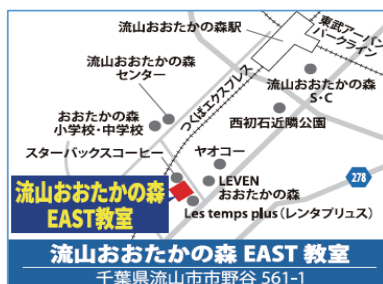 流山おおたかの森駅
東武アーバン
パークライン
流山おおたかの森
センター
つくばエクスプレス
流山おおたかの森
S・C
おおたかの森
小学校・中学校
西初石近隣公園
スターバックスコーヒー
ヤオコー
278
流山おおたかの森
EAST教室
LEVEN
おおたかの森
Les temps plus(レンタプリュス)
流山おおたかの森 EAST 教室
千葉県流山市市野谷 561-1